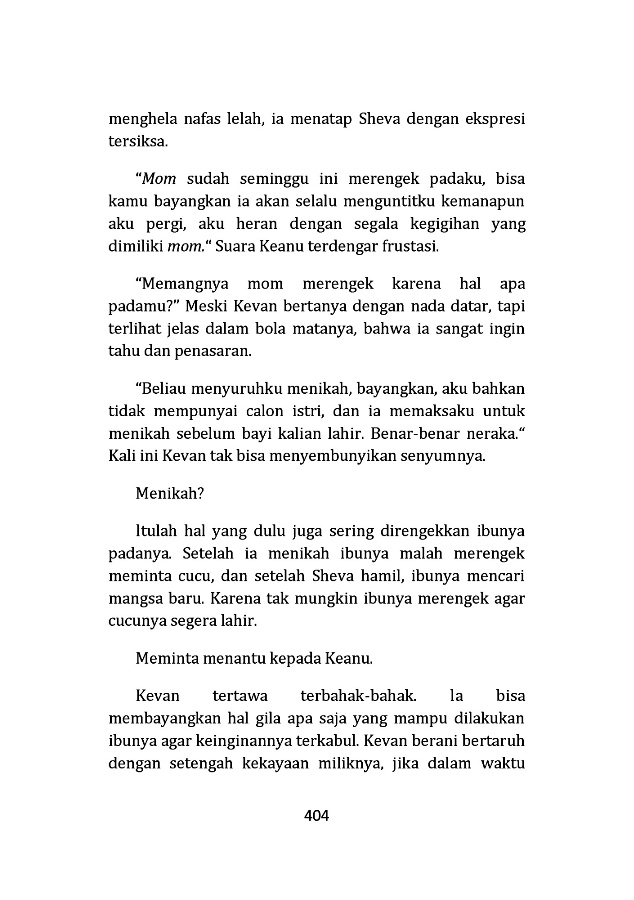 menghela nafas lelah, ia menatap Sheva dengan ekspresi
tersiksa.
“Mom sudah seminggu ini merengek padaku, bisa
kamu bayangkan ia akan selalu menguntitku kemanapun
aku pergi, aku heran dengan segala kegigihan yang
dimiliki mom.“ Suara Keanu terdengar frustasi.
“Memangnya mom merengek karena hal apa
padamu?” Meski Kevan bertanya dengan nada datar, tapi
terlihat jelas dalam bola matanya, bahwa ia sangat ingin
tahu dan penasaran.
“Beliau menyuruhku menikah, bayangkan, aku bahkan
tidak mempunyai calon istri, dan ia memaksaku untuk
menikah sebelum bayi kalian lahir. Benar-benar neraka.“
Kali ini Kevan tak bisa menyembunyikan senyumnya.
Menikah?
Itulah hal yang dulu juga sering direngekkan ibunya
padanya. Setelah ia menikah ibunya malah merengek
meminta cucu, dan setelah Sheva hamil, ibunya mencari
mangsa baru. Karena tak mungkin ibunya merengek agar
cucunya segera lahir.
Meminta menantu kepada Keanu.
Kevan tertawa terbahak-bahak. Ia bisa
membayangkan hal gila apa saja yang mampu dilakukan
ibunya agar keinginannya terkabul. Kevan berani bertaruh
dengan setengah kekayaan miliknya, jika dalam waktu
404